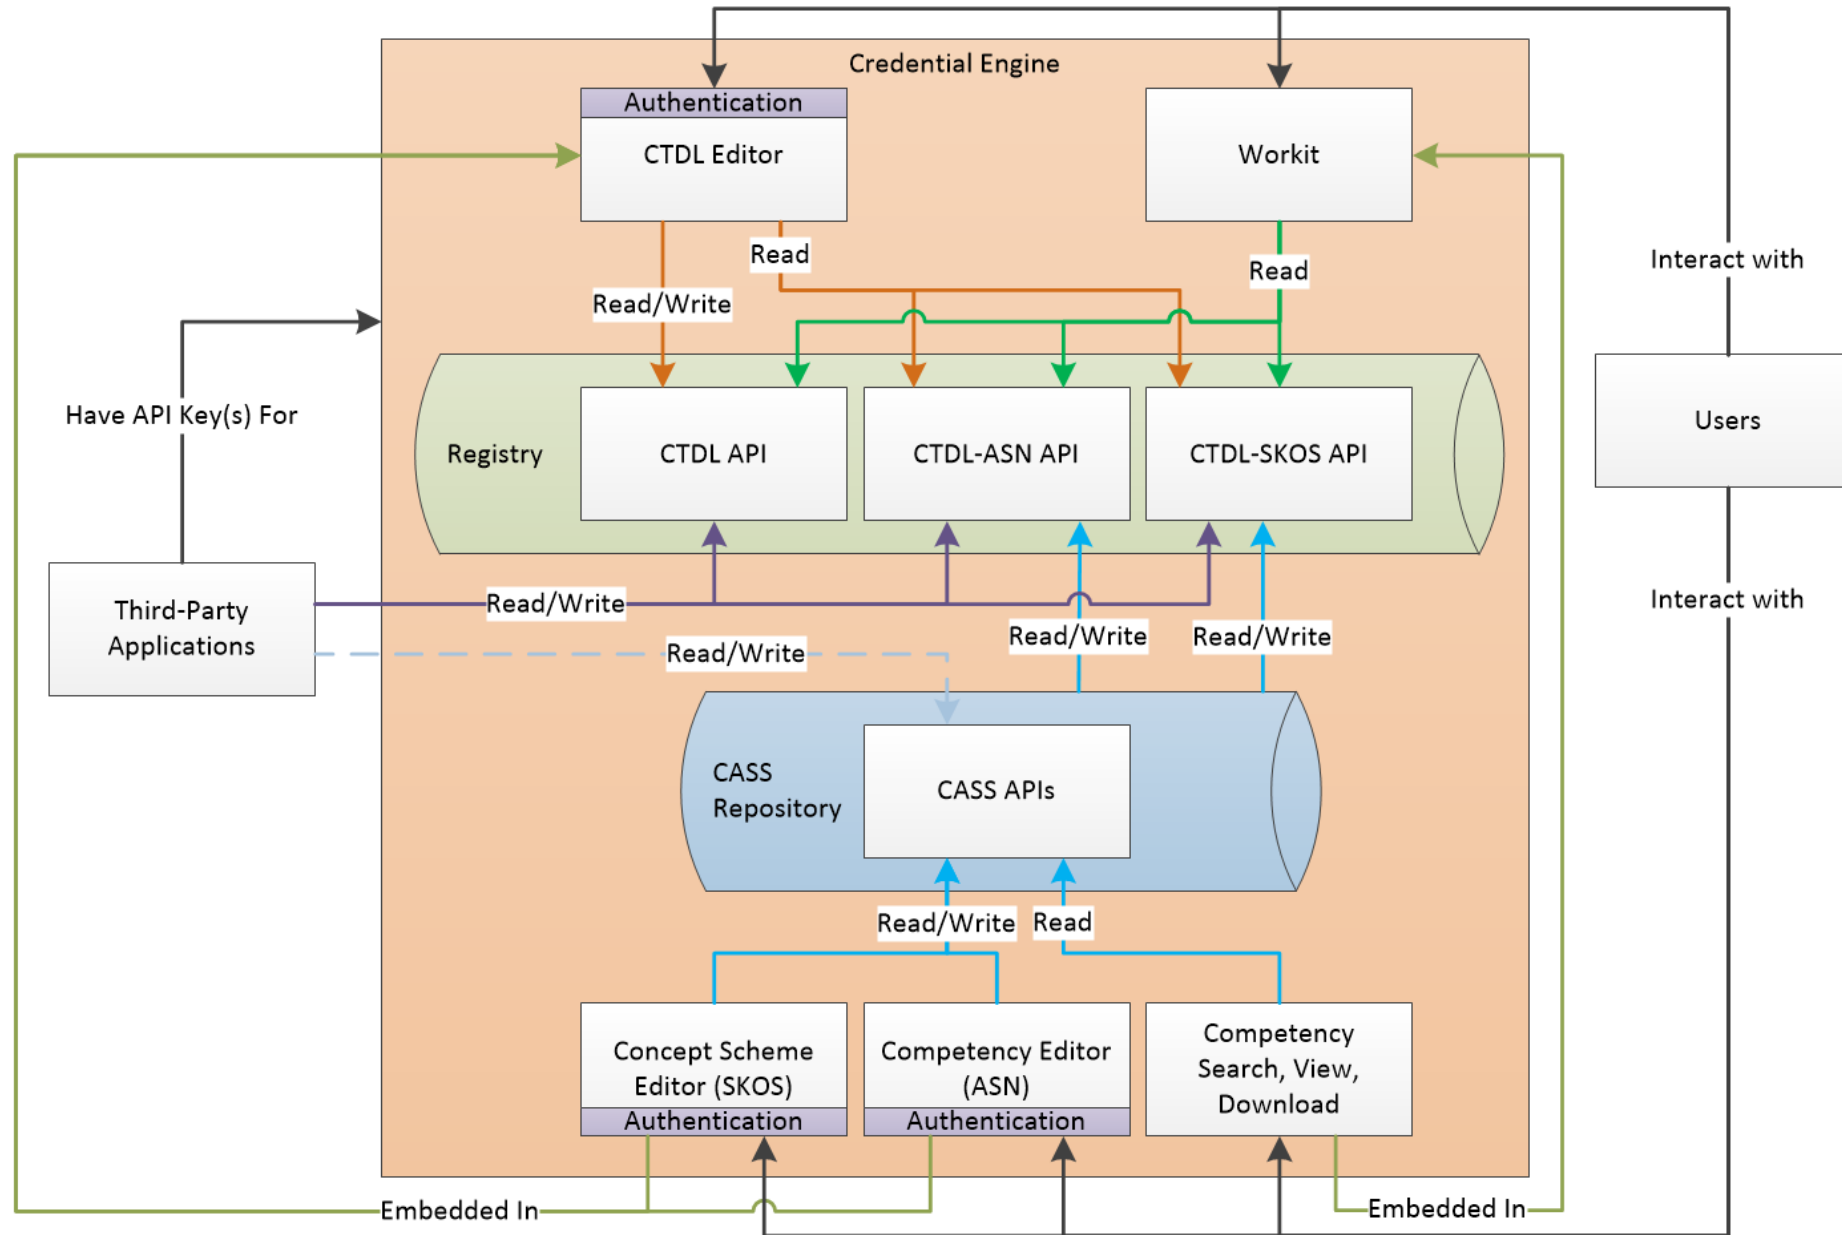 Credential Engine
Authentication
CTDL Editor
Workit
Read
Read
Interact with
Read/Write
Have API Key(s) For
Users
Registry
CTDL API
CTDL-ASN API
CTDL-SKOS API
Third-Party
Applications
Read/Write
Interact with
Read/Write
Read/Write
Read/Write
CASS
Repository
CASS APIs
Read/Write
Read
Concept Scheme
Editor (SKOS)
Authentication
Competency Editor
(ASN)
Authentication
Competency
Search, View,
Download
Embedded In
Embedded In